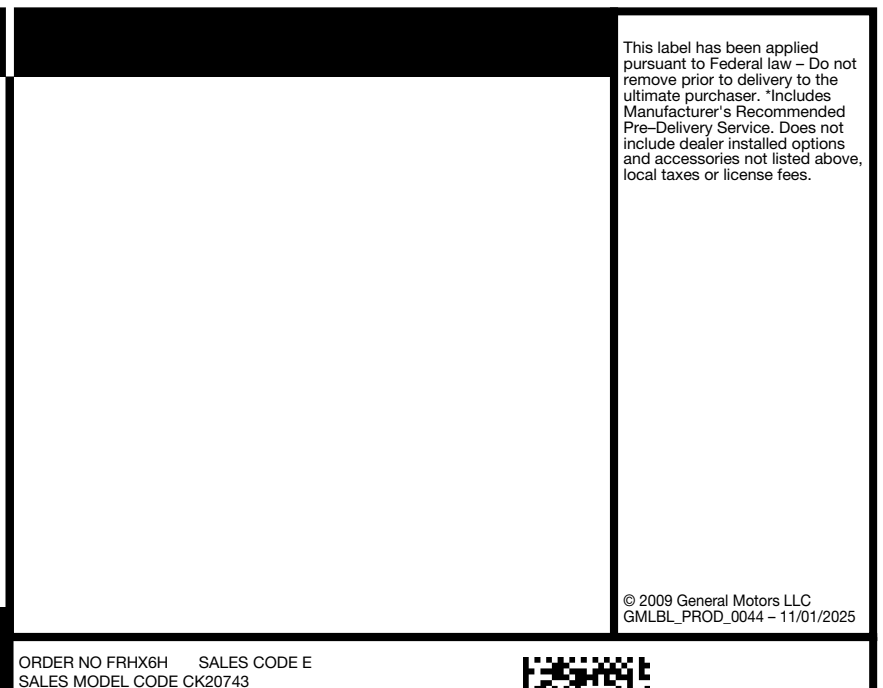 This label has been applied
pursuant to Federal law – Do not
remove prior to delivery to the
ultimate purchaser. *Includes
Manufacturer's Recommended
Pre–Delivery Service. Does not
include dealer installed options
and accessories not listed above,
local taxes or license fees.
© 2009 General Motors LLC
GMLBL_PROD_0044 – 11/01/2025
ORDER NO FRHX6H SALES CODE E
SALES MODEL CODE CK20743